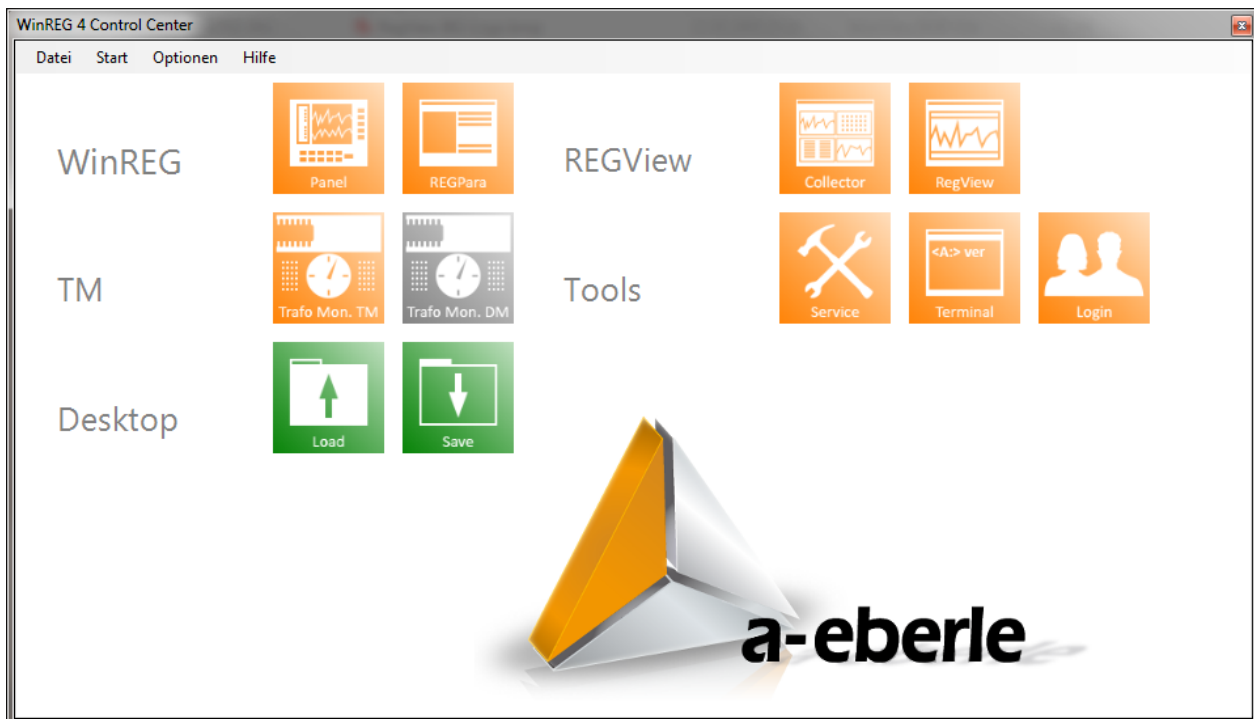 WinREG 4 Control Center
Datei Start Optionen Hilfe
WinREG
Panel
REGPara
REGView
Collector
RegView
TM
Trafo Mon. TM
Trafo Mon. DM
Tools
Service
<A:> ver
Terminal
Login
Desktop
Load
Save
a-eberle